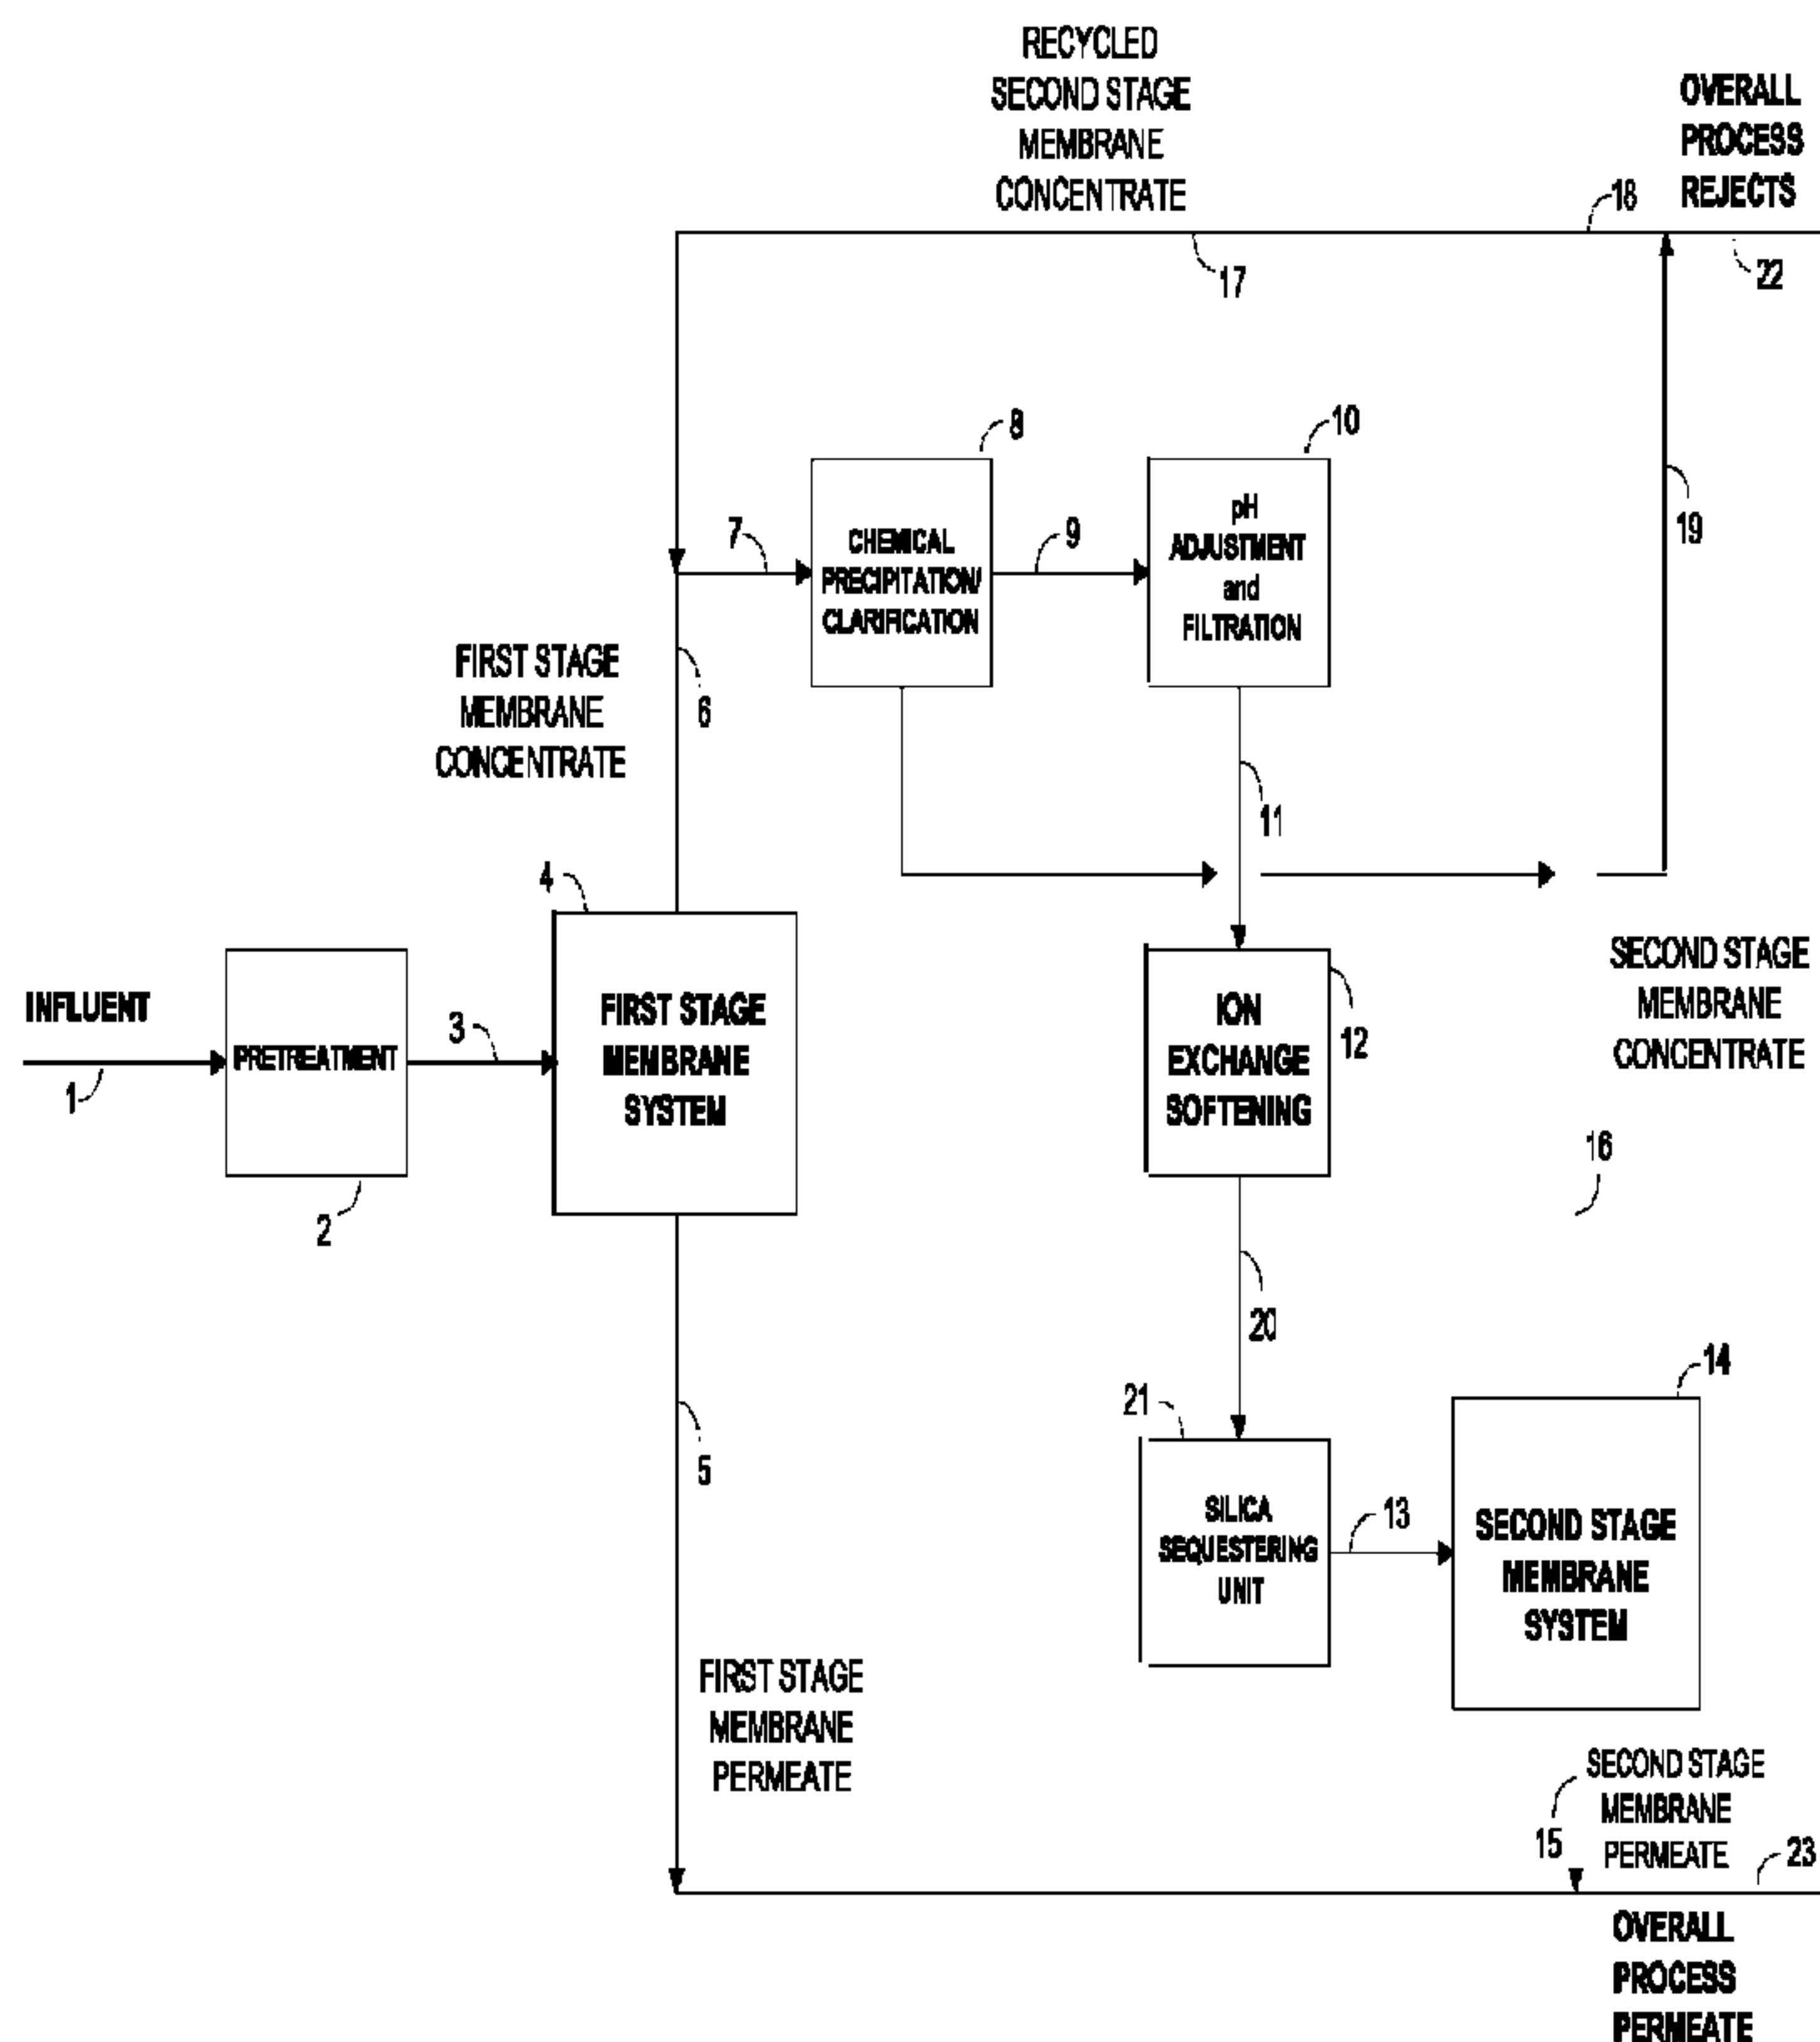 RECYCLED
SECOND STAGE
MEMBRANE
CONCENTRATE
OVERALL
PROCESS
REJECTS
18
17
22
8
10
7
CHEMICAL
PRECIPITATION/
CLARIFICATION
9
pH
ADJUSTMENT
and
FILTRATION
19
FIRST STAGE
MEMBRANE
CONCENTRATE
6
11
4
INFLUENT
1
PRETREATMENT
2
3
FIRST STAGE
MEMBRANE
SYSTEM
ION
EXCHANGE
SOFTENING
12
SECOND STAGE
MEMBRANE
CONCENTRATE
16
20
5
21
SILICA
SEQUESTERING
UNIT
13
14
SECOND STAGE
MEMBRANE
SYSTEM
FIRST STAGE
MEMBRANE
PERMEATE
15
SECOND STAGE
MEMBRANE
PERMEATE
23
OVERALL
PROCESS
PERMEATE